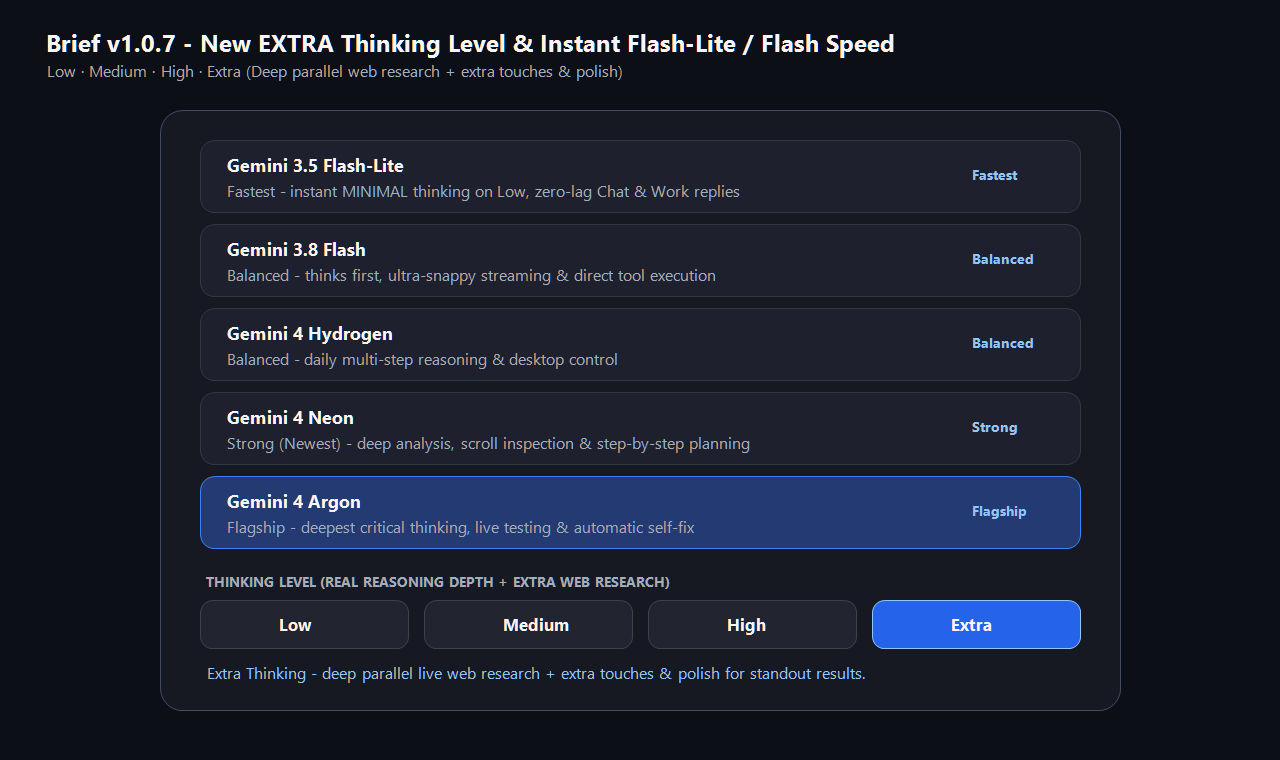 Brief v1.0.7 - New EXTRA Thinking Level & Instant Flash-Lite / Flash Speed
Low · Medium · High · Extra (Deep parallel web research + extra touches & polish)
Gemini 3.5 Flash-Lite
Fastest - instant MINIMAL thinking on Low, zero-lag Chat & Work replies
Fastest
Gemini 3.8 Flash
Balanced - thinks first, ultra-snappy streaming & direct tool execution
Balanced
Gemini 4 Hydrogen
Balanced - daily multi-step reasoning & desktop control
Balanced
Gemini 4 Neon
Strong (Newest) - deep analysis, scroll inspection & step-by-step planning
Strong
Gemini 4 Argon
Flagship - deepest critical thinking, live testing & automatic self-fix
Flagship
THINKING LEVEL (REAL REASONING DEPTH + EXTRA WEB RESEARCH)
Low
Medium
High
Extra
Extra Thinking - deep parallel live web research + extra touches & polish for standout results.